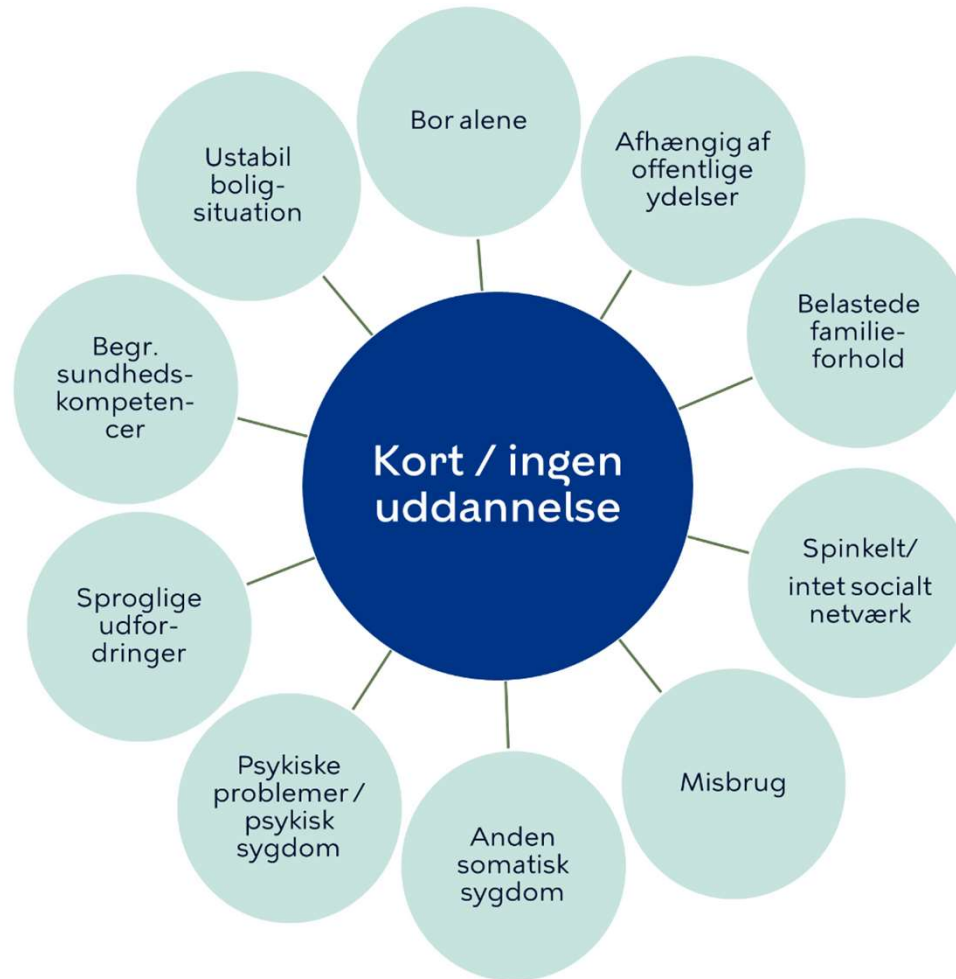 Kort / ingen
uddannelse
Bor alene
Afhængig af
offentlige
ydelser
Belastede
familie-
forhold
Spinkelt/
intet socialt
netværk
Misbrug
Anden
somatisk
sygdom
Psykiske
problemer /
psykisk
sygdom
Sproglige
udfor-
dringer
Begr.
sundheds-
kompeten-
cer
Ustabil
bolig-
situation